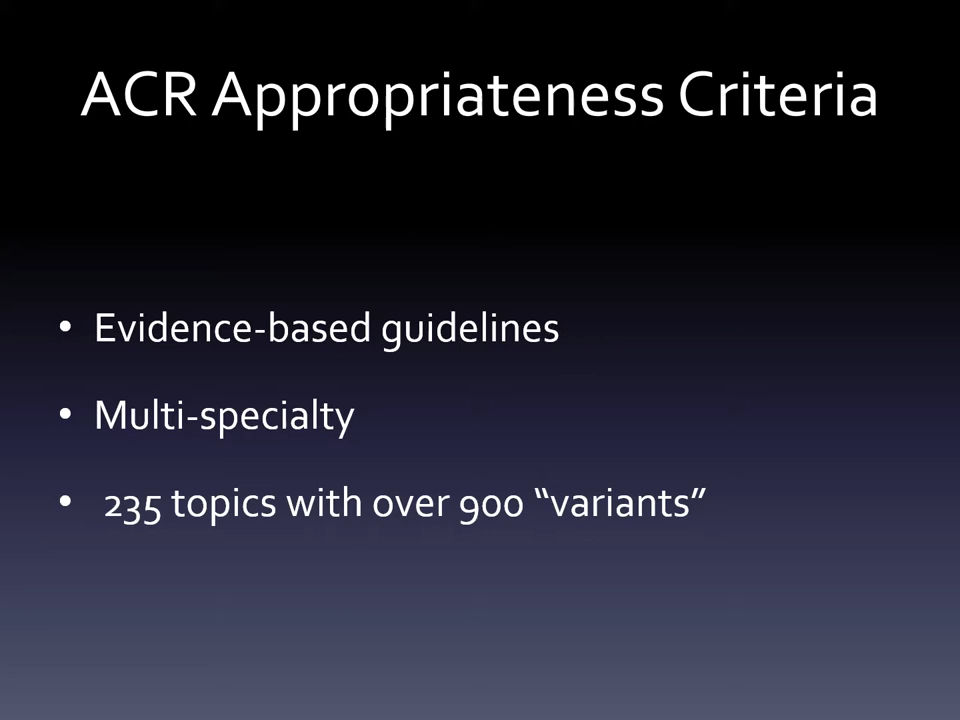 ACR Appropriateness Criteria
• Evidence-based guidelines
• Multi-specialty
• 235 topics with over 900 “variants”